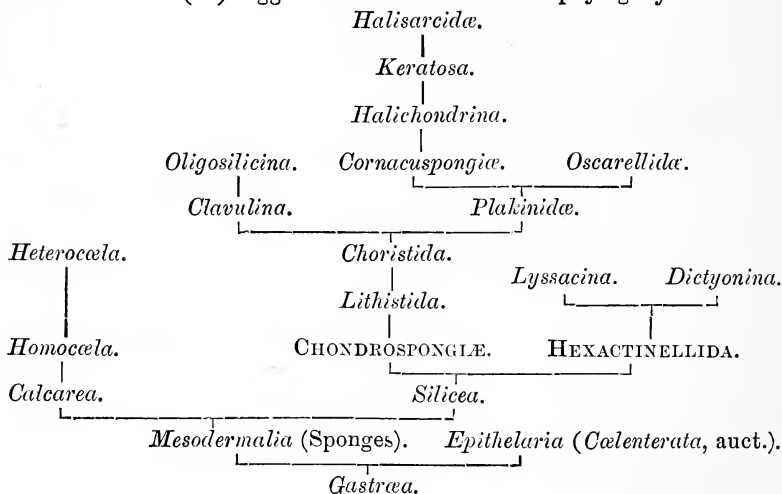 Halisarcidæ.
Keratosa.
Halichondrina.
Oligosilicina. Cornacuspongiæ. Oscarellidæ.
Clavulina. Plakinidæ.
Heterocœla. Choristida.
Lyssacina. Dictyonina.
Lithistida.
Homocœla. CHONDROSPONGIÆ. HEXACTINELLIDA.
Calcarea. Silicea.
Mesodermalia (Sponges). Epithelaria (Cœlenterata, auct.).
Gastræa.